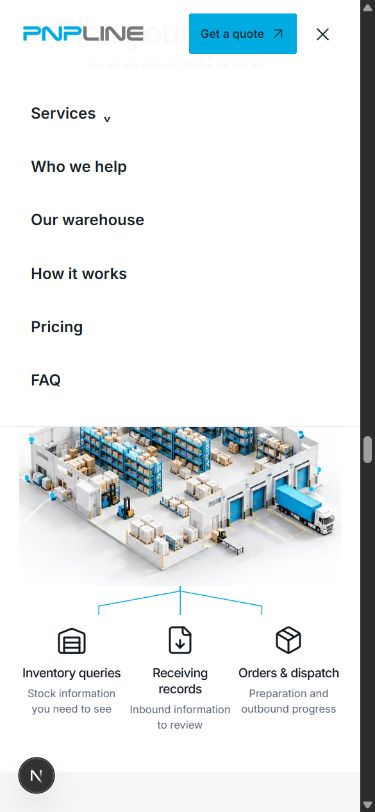 PNPLINE
Get a quote
Services
Who we help
Our warehouse
How it works
Pricing
FAQ
Inventory queries
Stock information
you need to see
Receiving
records
Inbound information
to review
Orders & dispatch
Preparation and
outbound progress
N